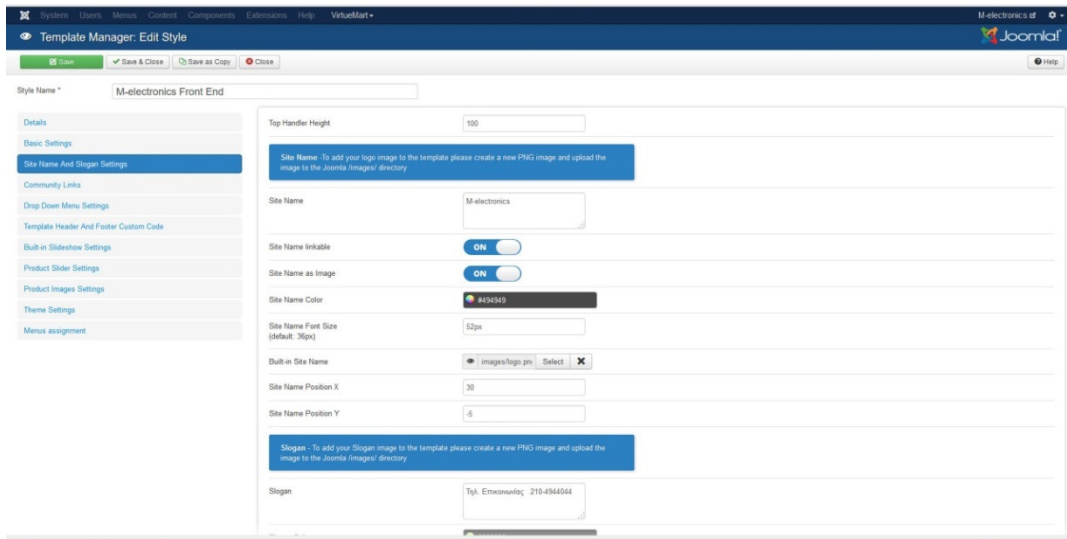 System Users Menus Content Components Extensions Help VirtueMart
M-electronics
Template Manager: Edit Style
Joomla!
Save
Save & Close
Save as Copy
Close
Help
Style Name *
M-electronics Front End
Details
Basic Settings
Site Name And Slogan Settings
Community Links
Drop Down Menu Settings
Template Header And Footer Custom Code
Built-in Slideshow Settings
Product Slider Settings
Product Images Settings
Theme Settings
Menus assignment
Top Handler Height
100
Site Name -To add your logo image to the template please create a new PNG image and upload the
image to the Joomla /images/ directory
Site Name
M-electronics
Site Name linkable
ON
Site Name as Image
ON
Site Name Color
#494949
Site Name Font Size
(default: 36px)
52px
Built-in Site Name
images/logo.pn
Select
Site Name Position X
30
Site Name Position Y
-5
Slogan - To add your Slogan image to the template please create a new PNG image and upload the
image to the Joomla /images/ directory
Slogan
Τηλ. Επικοινωνίας 210-4944044